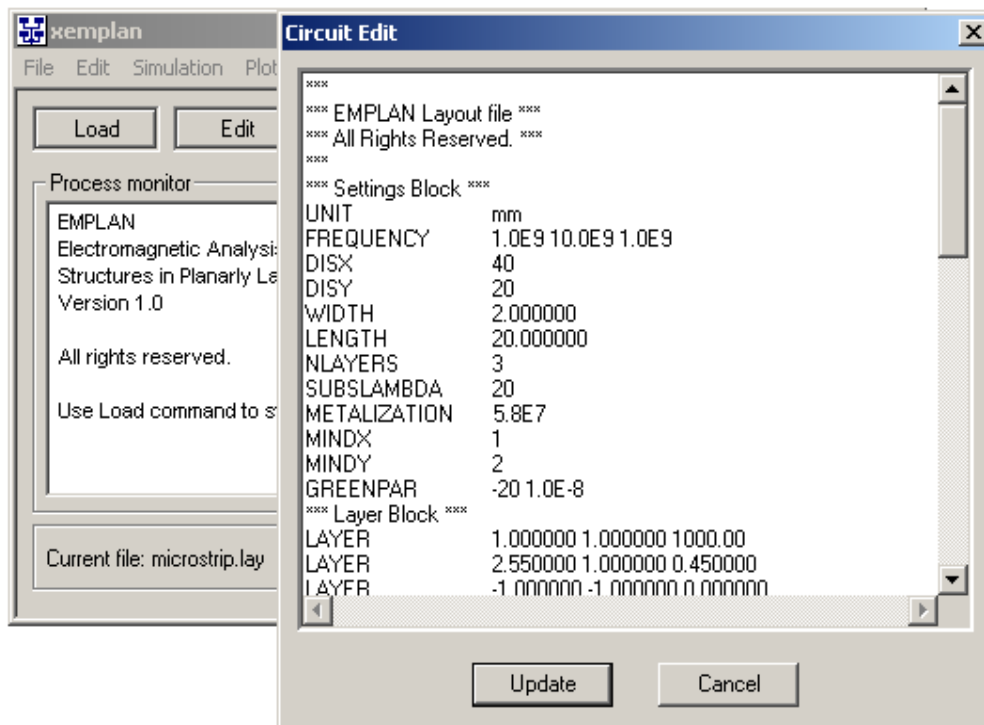 xemplan
File Edit Simulation Plot
Load Edit
Process monitor
EMPLAN
Electromagnetic Analysis
Structures in Planarly La
Version 1.0
All rights reserved.
Use Load command to s
Current file: microstrip.lay
Circuit Edit
***
*** EMPLAN Layout file ***
*** All Rights Reserved. ***
***
*** Settings Block ***
UNIT mm
FREQUENCY 1.0E9 10.0E9 1.0E9
DISX 40
DISY 20
WIDTH 2.000000
LENGTH 20.000000
NLAYERS 3
SUBSLAMBDA 20
METALIZATION 5.8E7
MINDX 1
MINDY 2
GREENPAR -20 1.0E-8
*** Layer Block ***
LAYER 1.000000 1.000000 1000.00
LAYER 2.550000 1.000000 0.450000
LAYER -1.000000 -1.000000 0.000000
Update Cancel